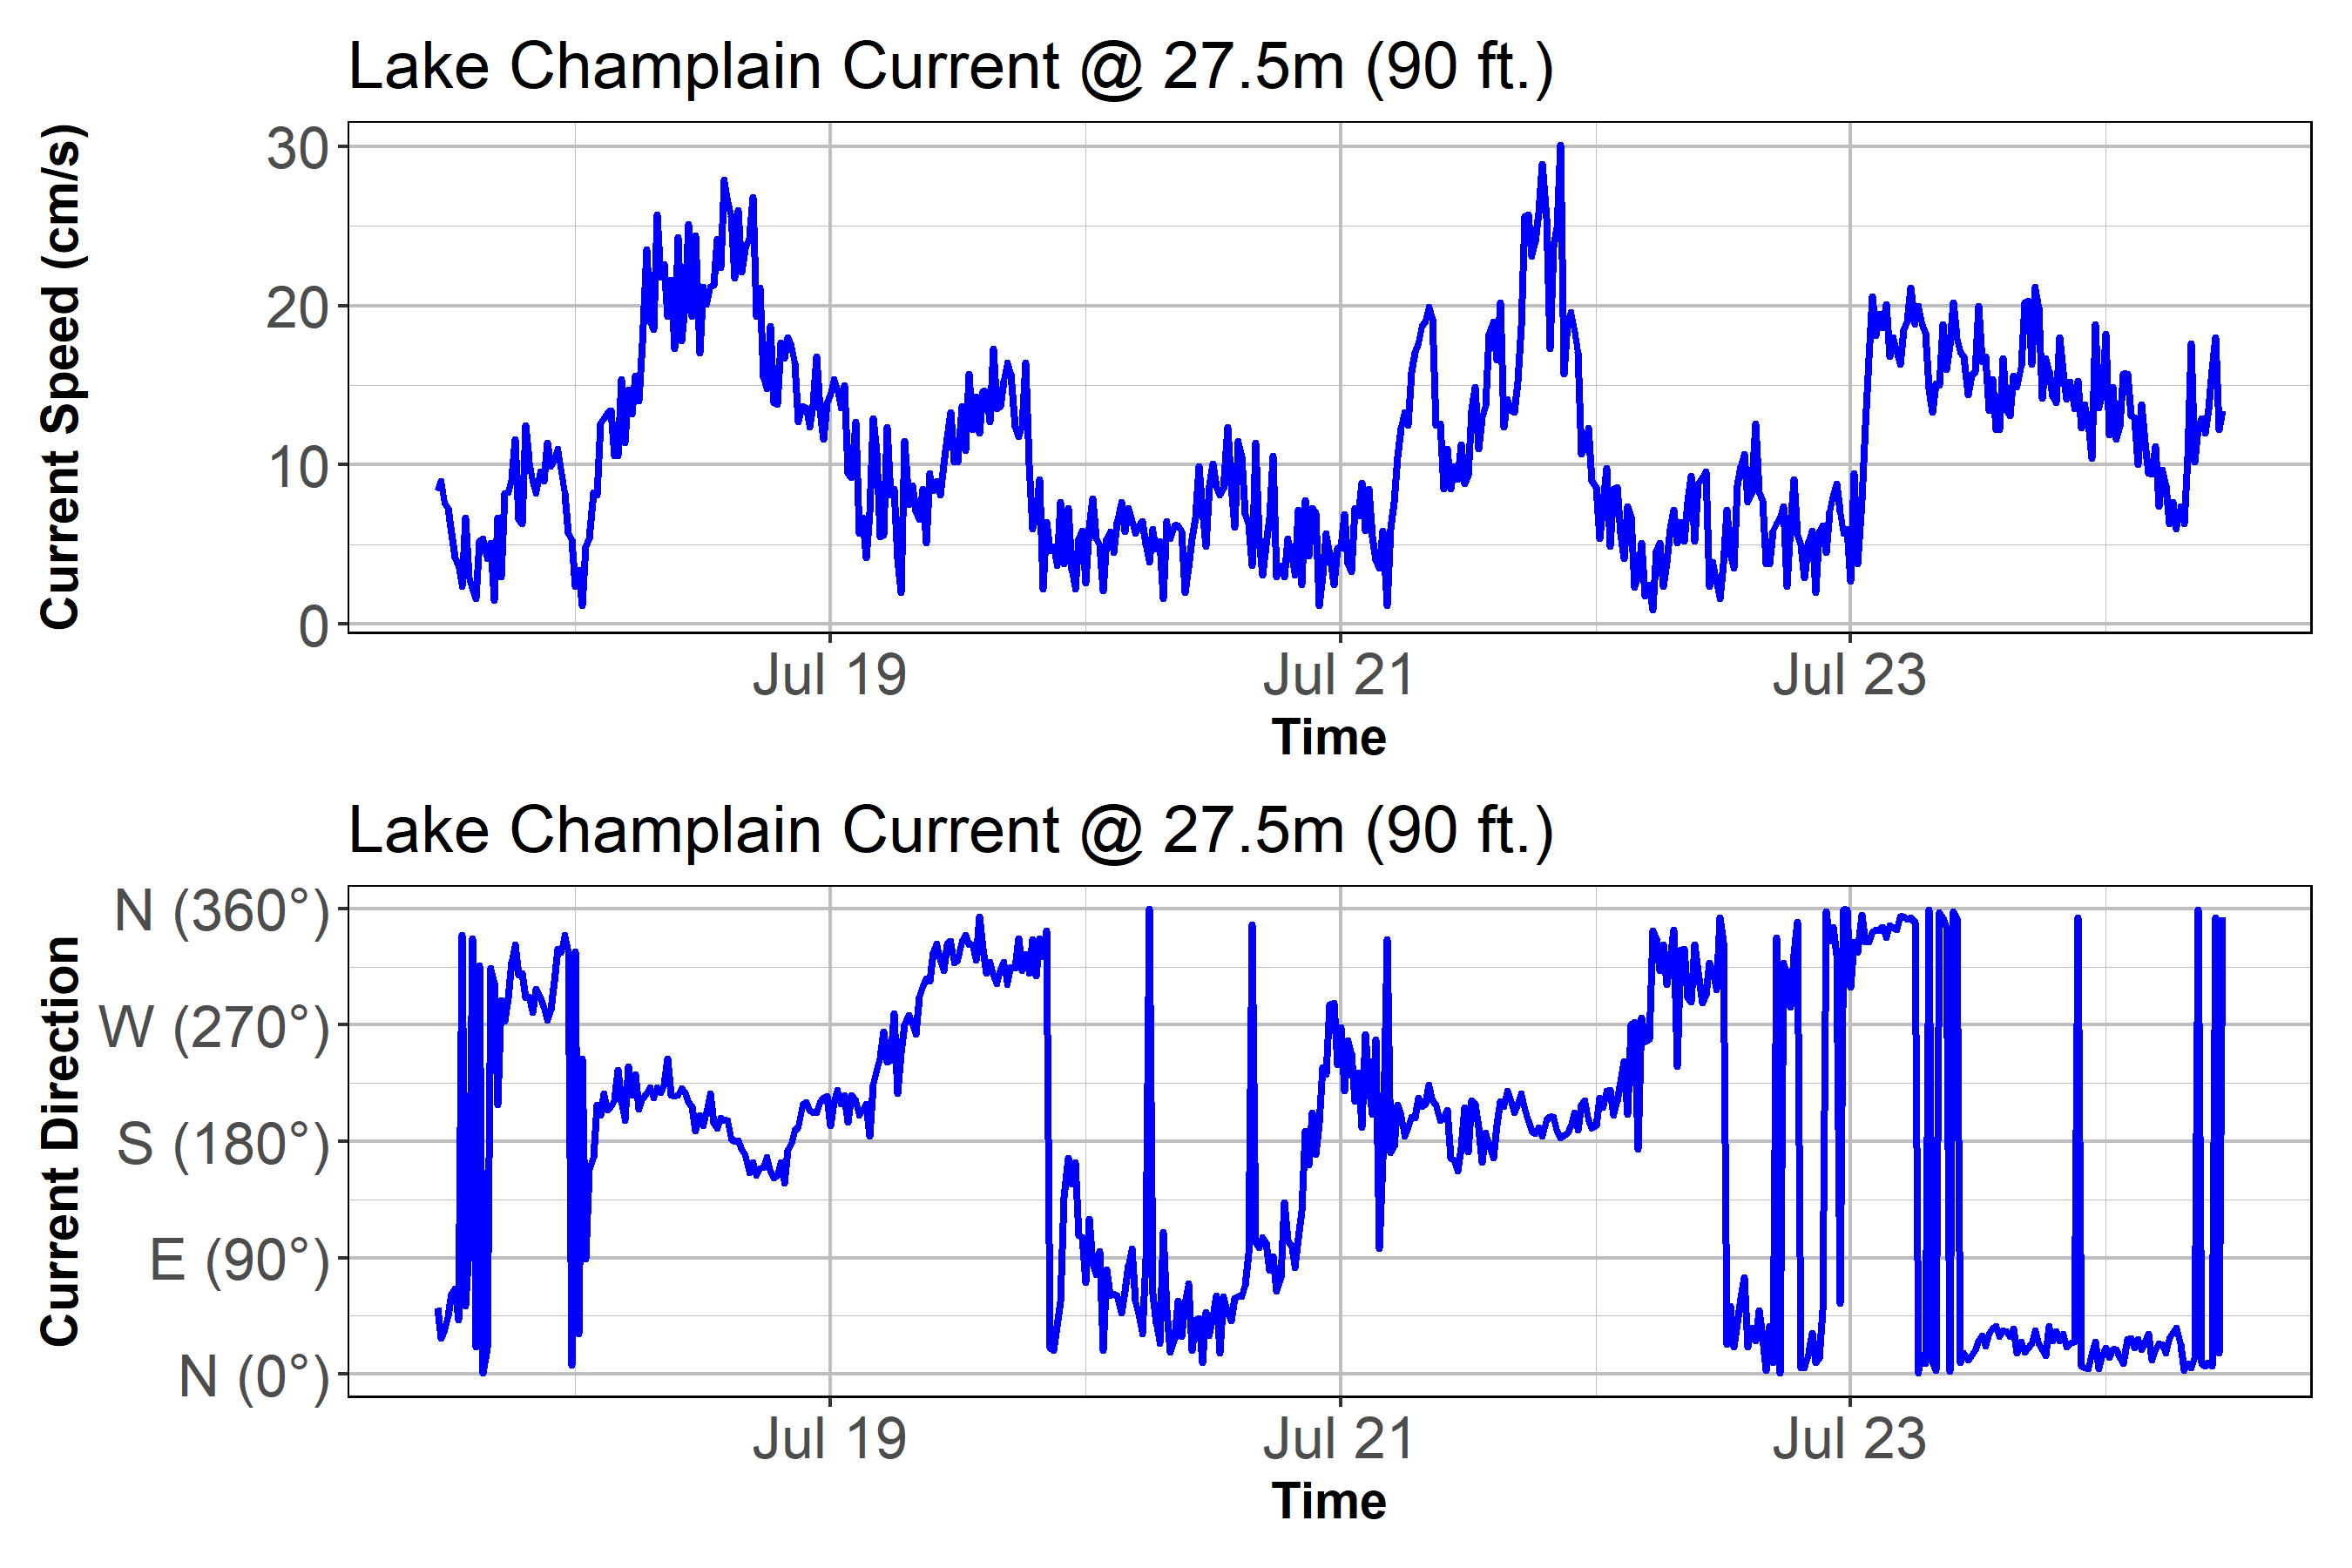 Lake Champlain Current @ 27.5m (90 ft.)
Current Speed (cm/s)
30
20
10
0
Jul 19 Jul 21 Jul 23
Time
Lake Champlain Current @ 27.5m (90 ft.)
Current Direction
N (360°)
W (270°)
S (180°)
E (90°)
N (0°)
Jul 19 Jul 21 Jul 23
Time